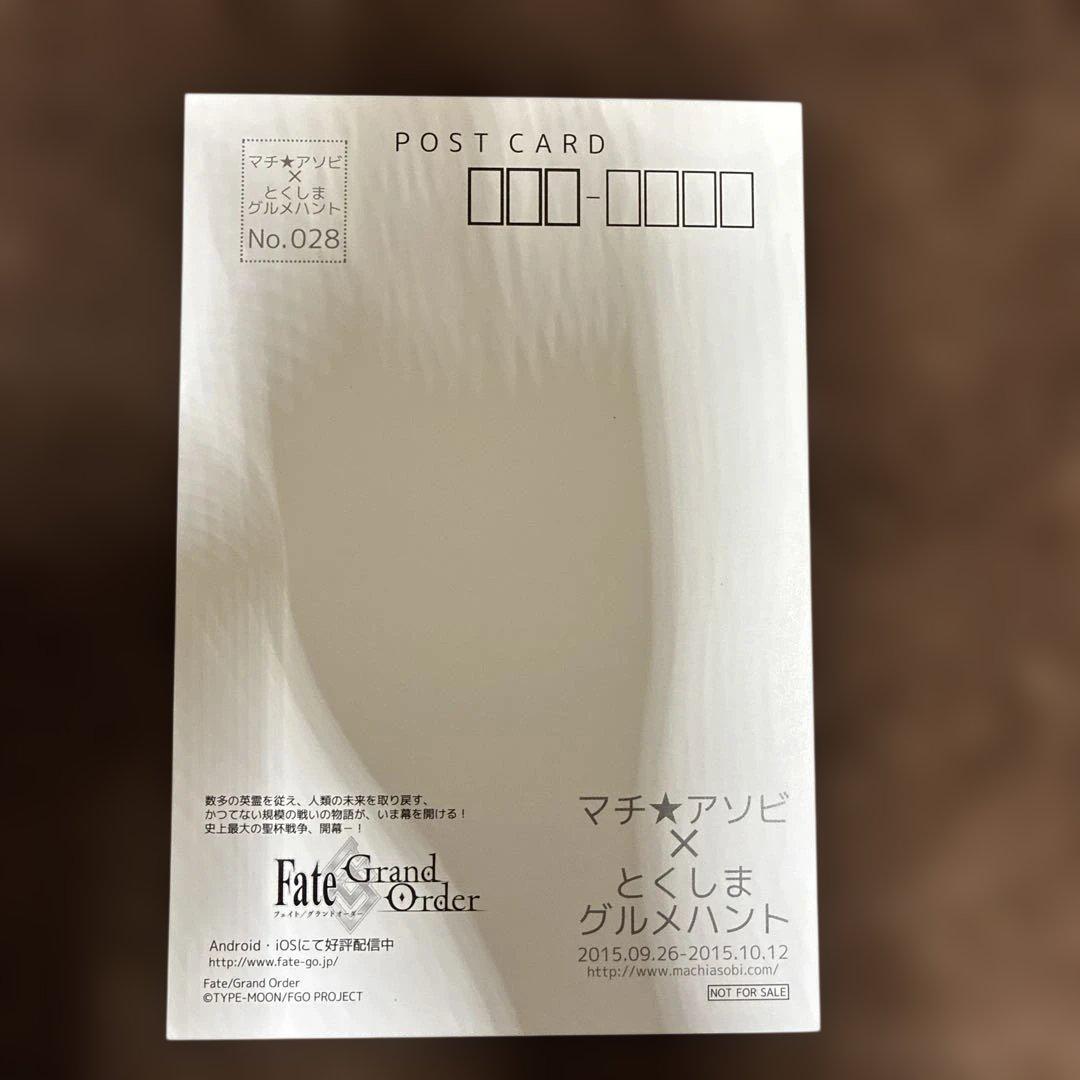 POST CARD
マチ★アソビ
×
とくしま
グルメハント
No.028
数多の英霊を従え、人類の未来を取り戻す、
かつてない規模の戦いの物語が、いま幕を開ける!
史上最大の聖杯戦争、開幕－!
Fate Grand
Order
フェイト/グランドオーダー
Android・iOSにて好評配信中
http://www.fate-go.jp/
Fate/Grand Order
©TYPE-MOON/FGO PROJECT
マチ★アソビ
×
とくしま
グルメハント
2015.09.26-2015.10.12
http://www.machiasobi.com/
NOT FOR SALE